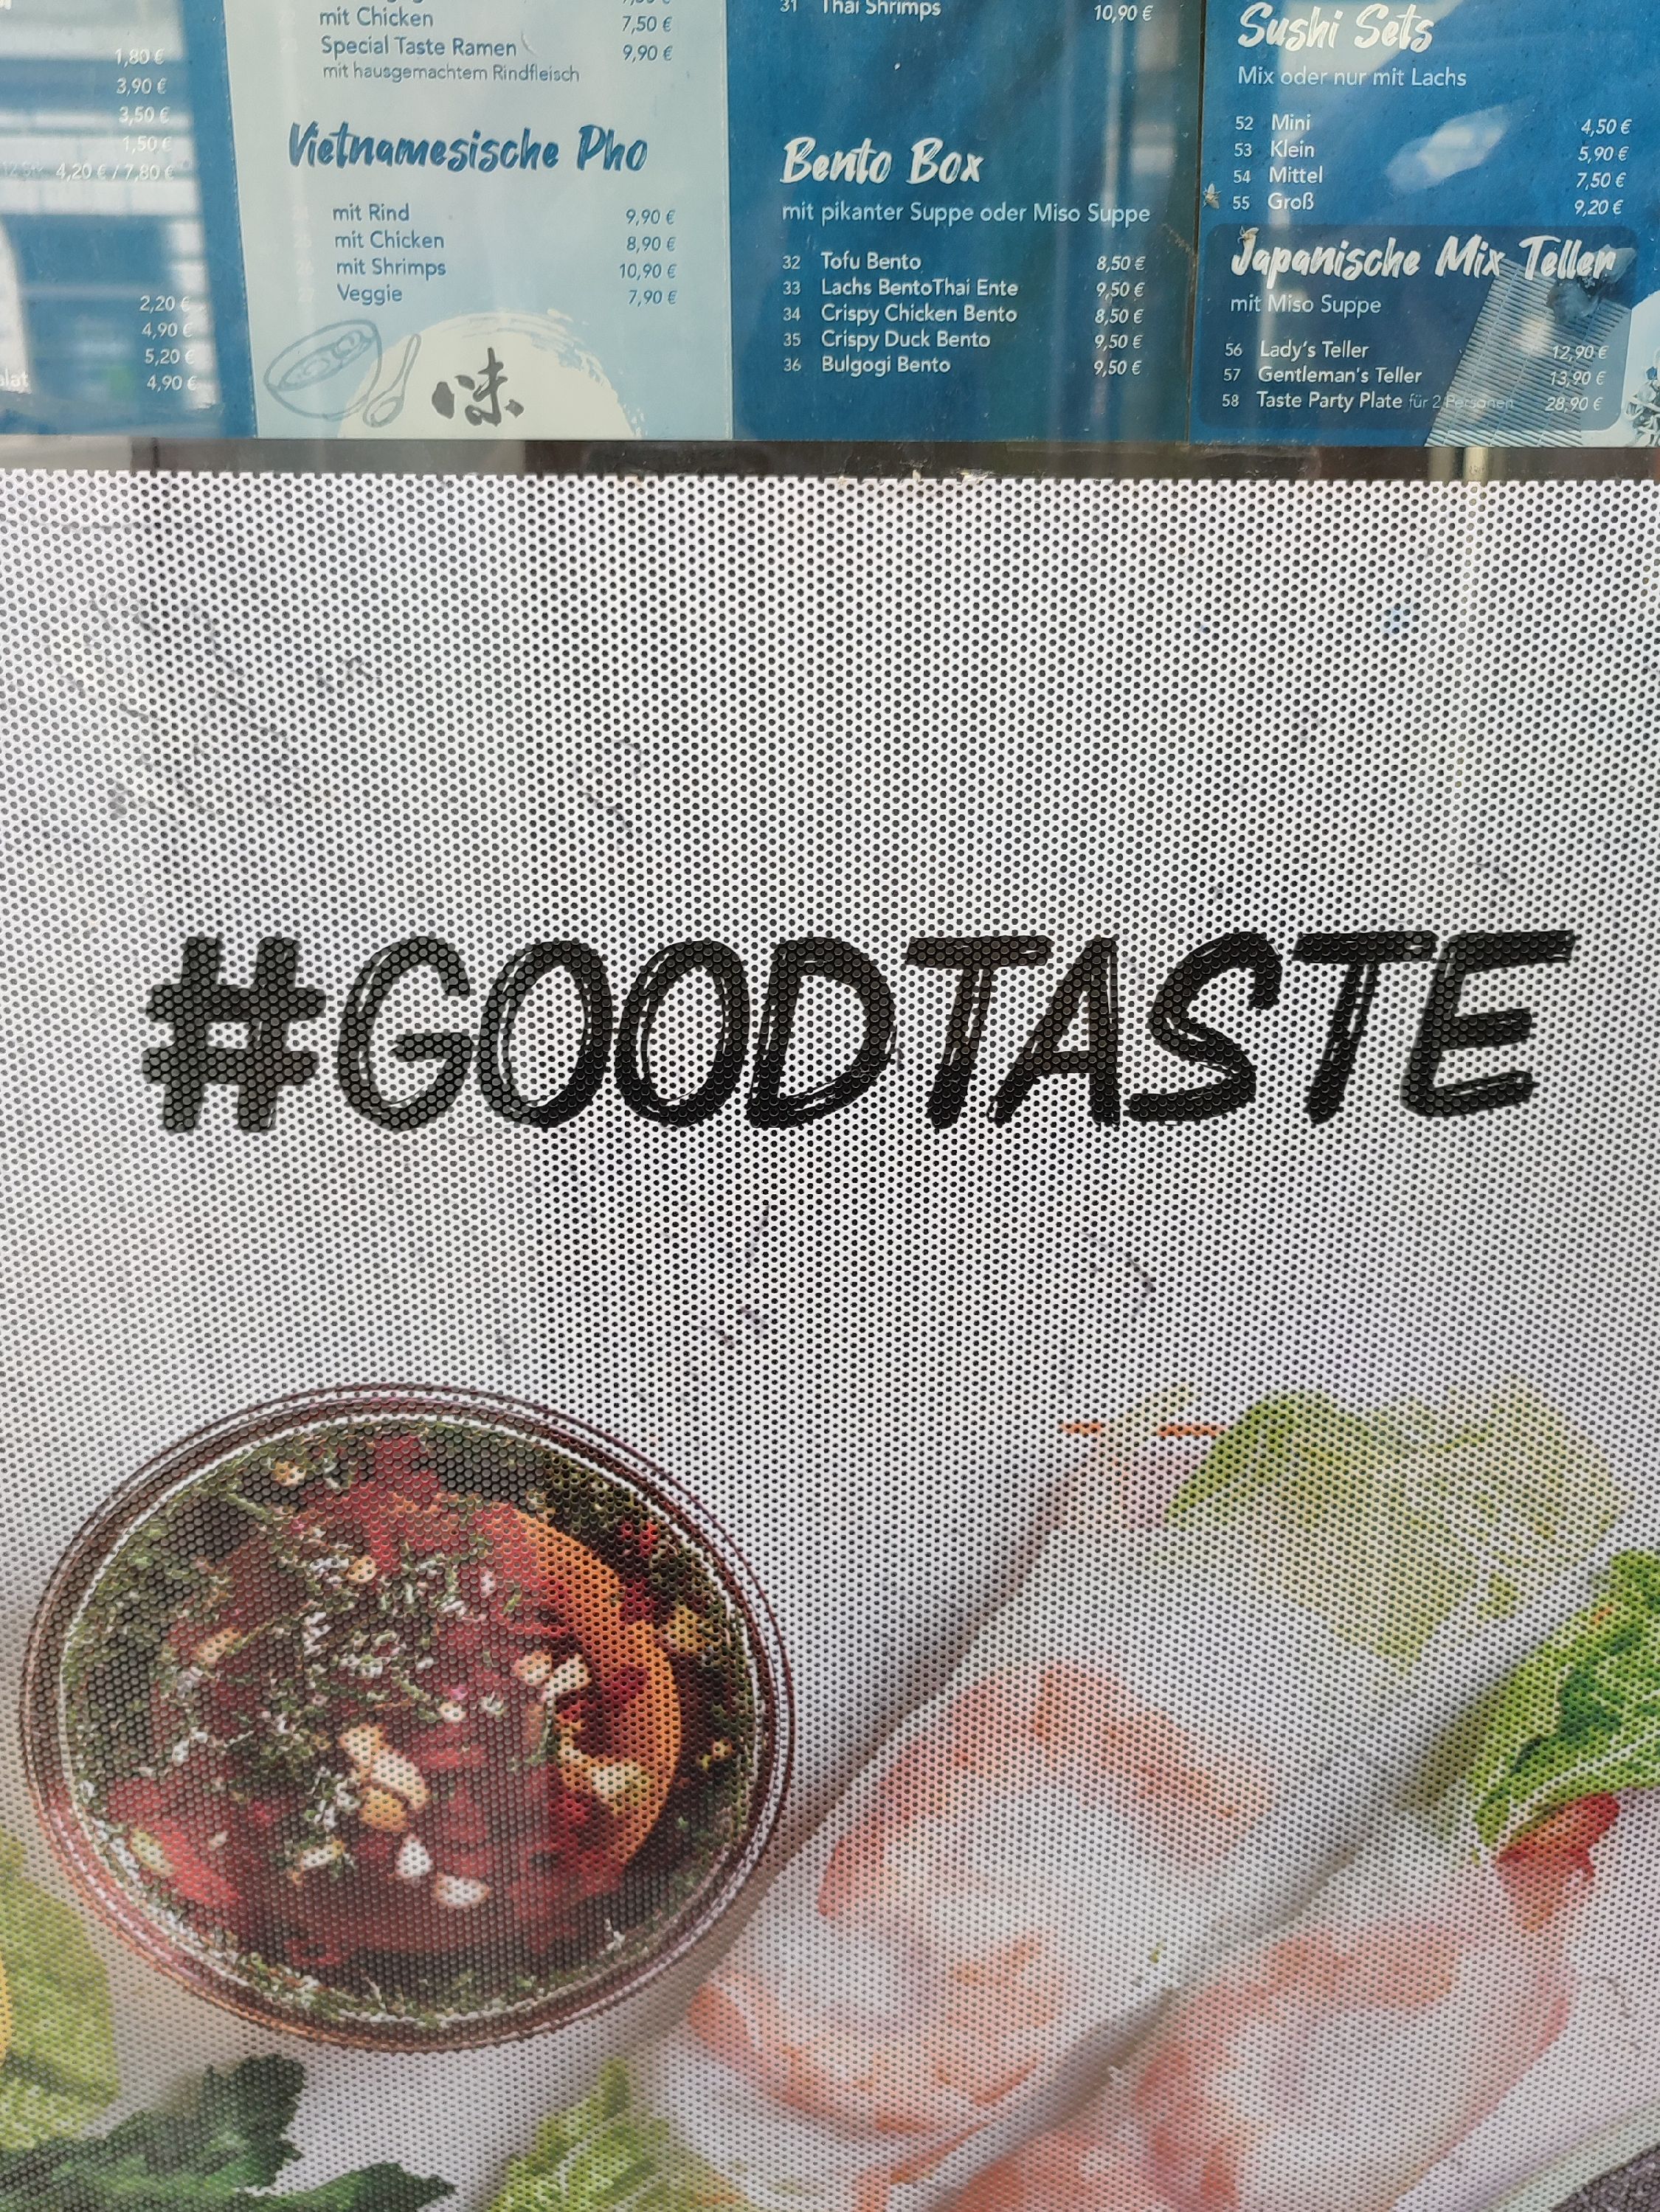 1,80 €
3,90 €
3,50 €
1,50 €
4,20 € / 7,80 €
2,20 €
4,90 €
5,20 €
4,90 €
mit Chicken 7,50 €
Special Taste Ramen 9,90 €
mit hausgemachtem Rindfleisch
Vietnamesische Pho
mit Rind 9,90 €
mit Chicken 8,90 €
mit Shrimps 10,90 €
Veggie 7,90 €
味
31 Thai Shrimps 10,90 €
Bento Box
mit pikanter Suppe oder Miso Suppe
32 Tofu Bento 8,50 €
33 Lachs BentoThai Ente 9,50 €
34 Crispy Chicken Bento 8,50 €
35 Crispy Duck Bento 9,50 €
36 Bulgogi Bento 9,50 €
Sushi Sets
Mix oder nur mit Lachs
52 Mini 4,50 €
53 Klein 5,90 €
54 Mittel 7,50 €
55 Groß 9,20 €
Japanische Mix Teller
mit Miso Suppe
56 Lady's Teller 12,90 €
57 Gentleman's Teller 13,90 €
58 Taste Party Plate für 2 Personen 28,90 €
#GOODTASTE